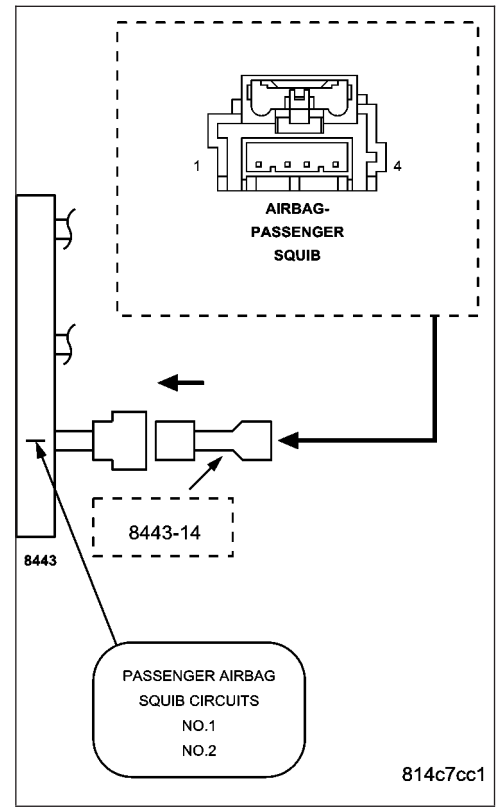 1
4
AIRBAG-
PASSENGER
SQUIB
8443-14
8443
PASSENGER AIRBAG
SQUIB CIRCUITS
NO.1
NO.2
814c7cc1